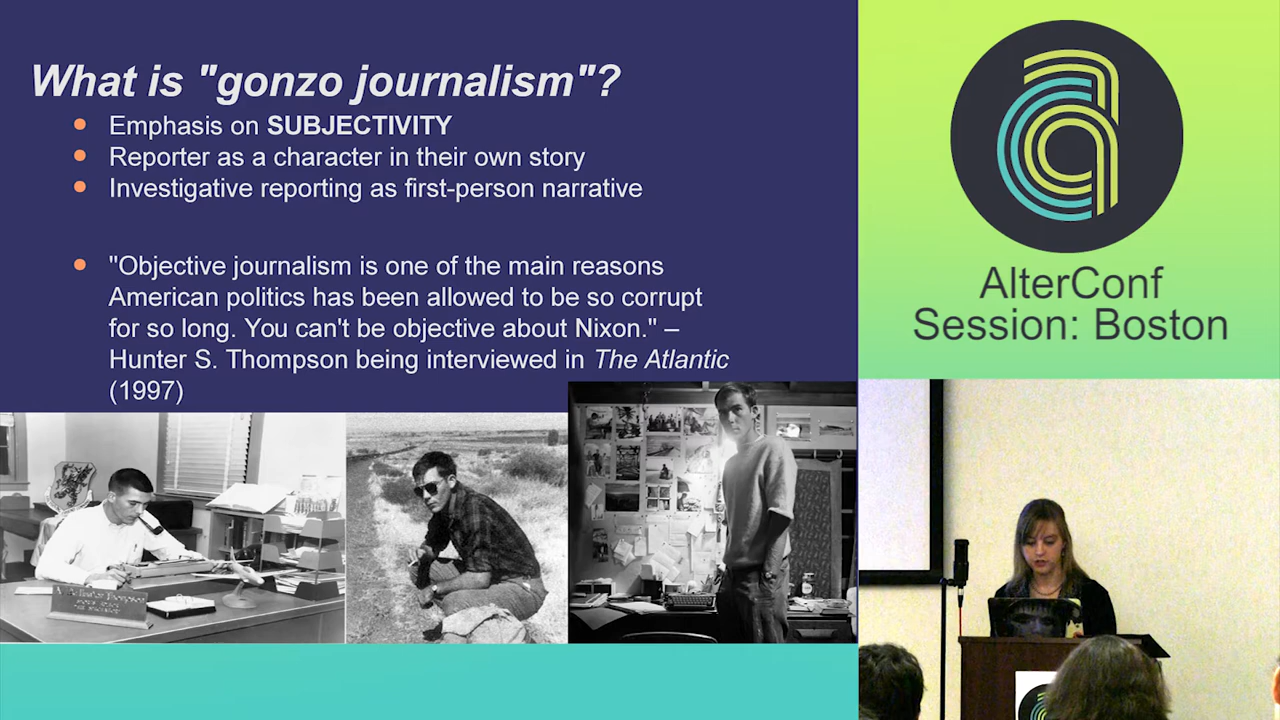 What is "gonzo journalism"?
Emphasis on SUBJECTIVITY
Reporter as a character in their own story
Investigative reporting as first-person narrative
"Objective journalism is one of the main reasons
American politics has been allowed to be so corrupt
for so long. You can't be objective about Nixon." –
Hunter S. Thompson being interviewed in The Atlantic
(1997)
AlterConf
Session: Boston